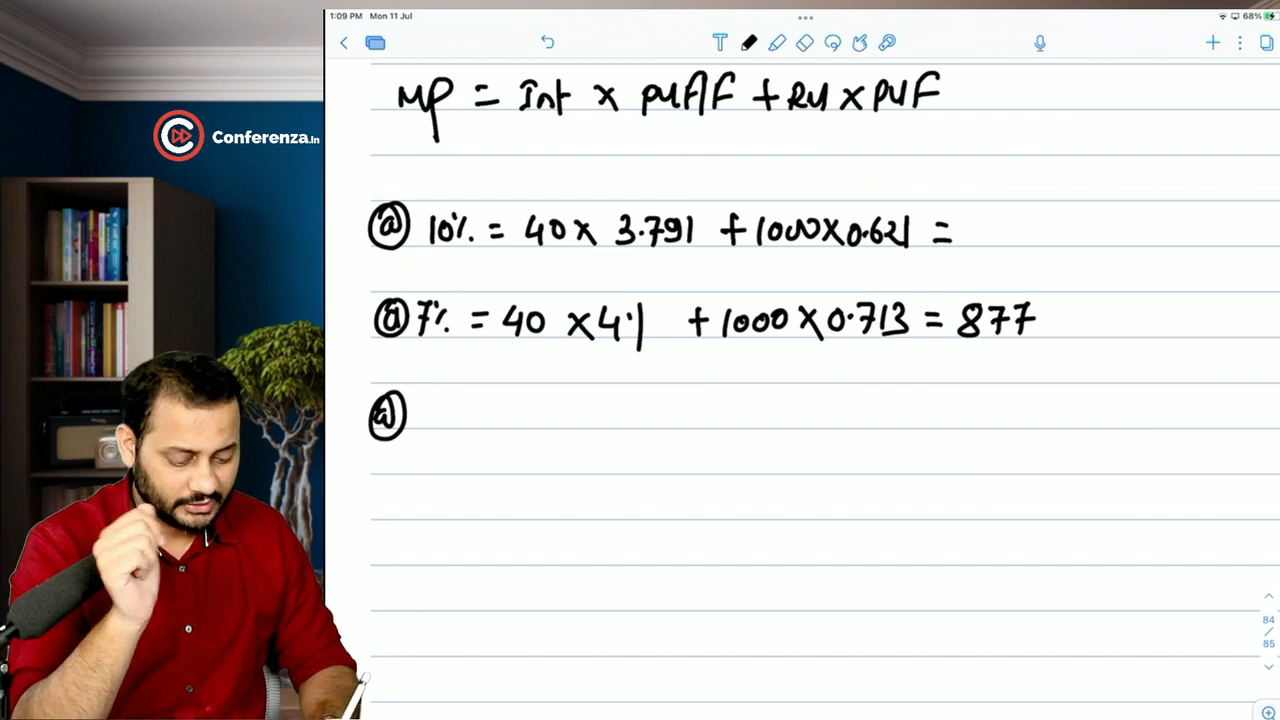 1:09 PM Mon 11 Jul
68%
Conferenza.in
MP = Int × PVAF + RV × PVF
@ 10% = 40 × 3.791 + 1000 × 0.621 =
@ 7% = 40 × 4.1 + 1000 × 0.713 = 877
@
84
/
85